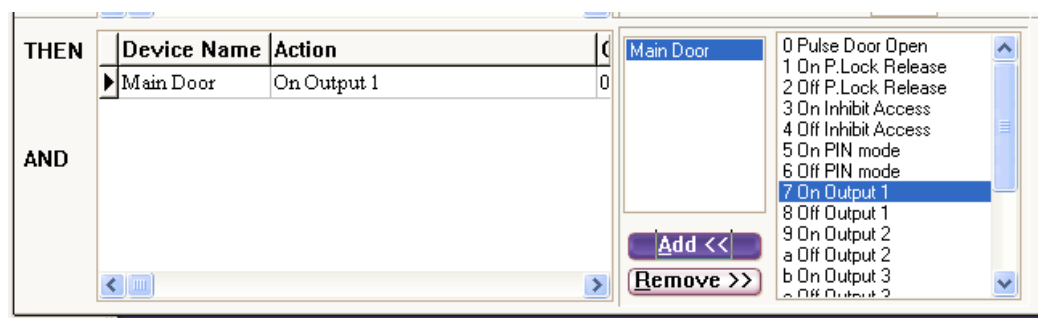 THEN
Device Name Action
Main Door On Output 1 0
AND
Main Door
Add <<
Remove >>
0 Pulse Door Open
1 On P.Lock Release
2 Off P.Lock Release
3 On Inhibit Access
4 Off Inhibit Access
5 On PIN mode
6 Off PIN mode
7 On Output 1
8 Off Output 1
9 On Output 2
a Off Output 2
b On Output 3
c Off Output 3